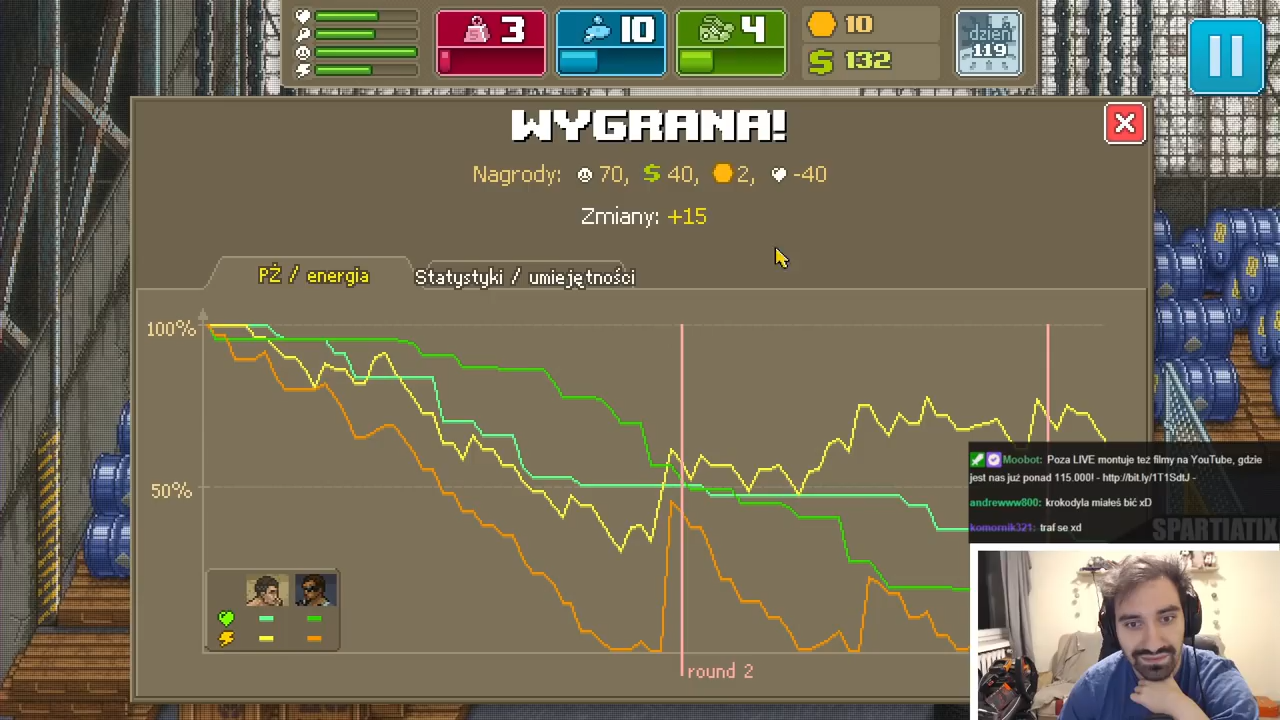 3
10
4
10
132
dzień
119
WYGRANA!
Nagrody: 70, $ 40, 2, -40
Zmiany: +15
PŻ / energia
Statystyki / umiejętności
100%
50%
round 2
Moobot: Poza LIVE montuje też filmy na YouTube, gdzie
jest nas już ponad 115.000! - http://bit.ly/1T1SdtJ -
andrewww800: krokodyla miałeś bić xD
komornik321: traf se xd
SPARTIATIX